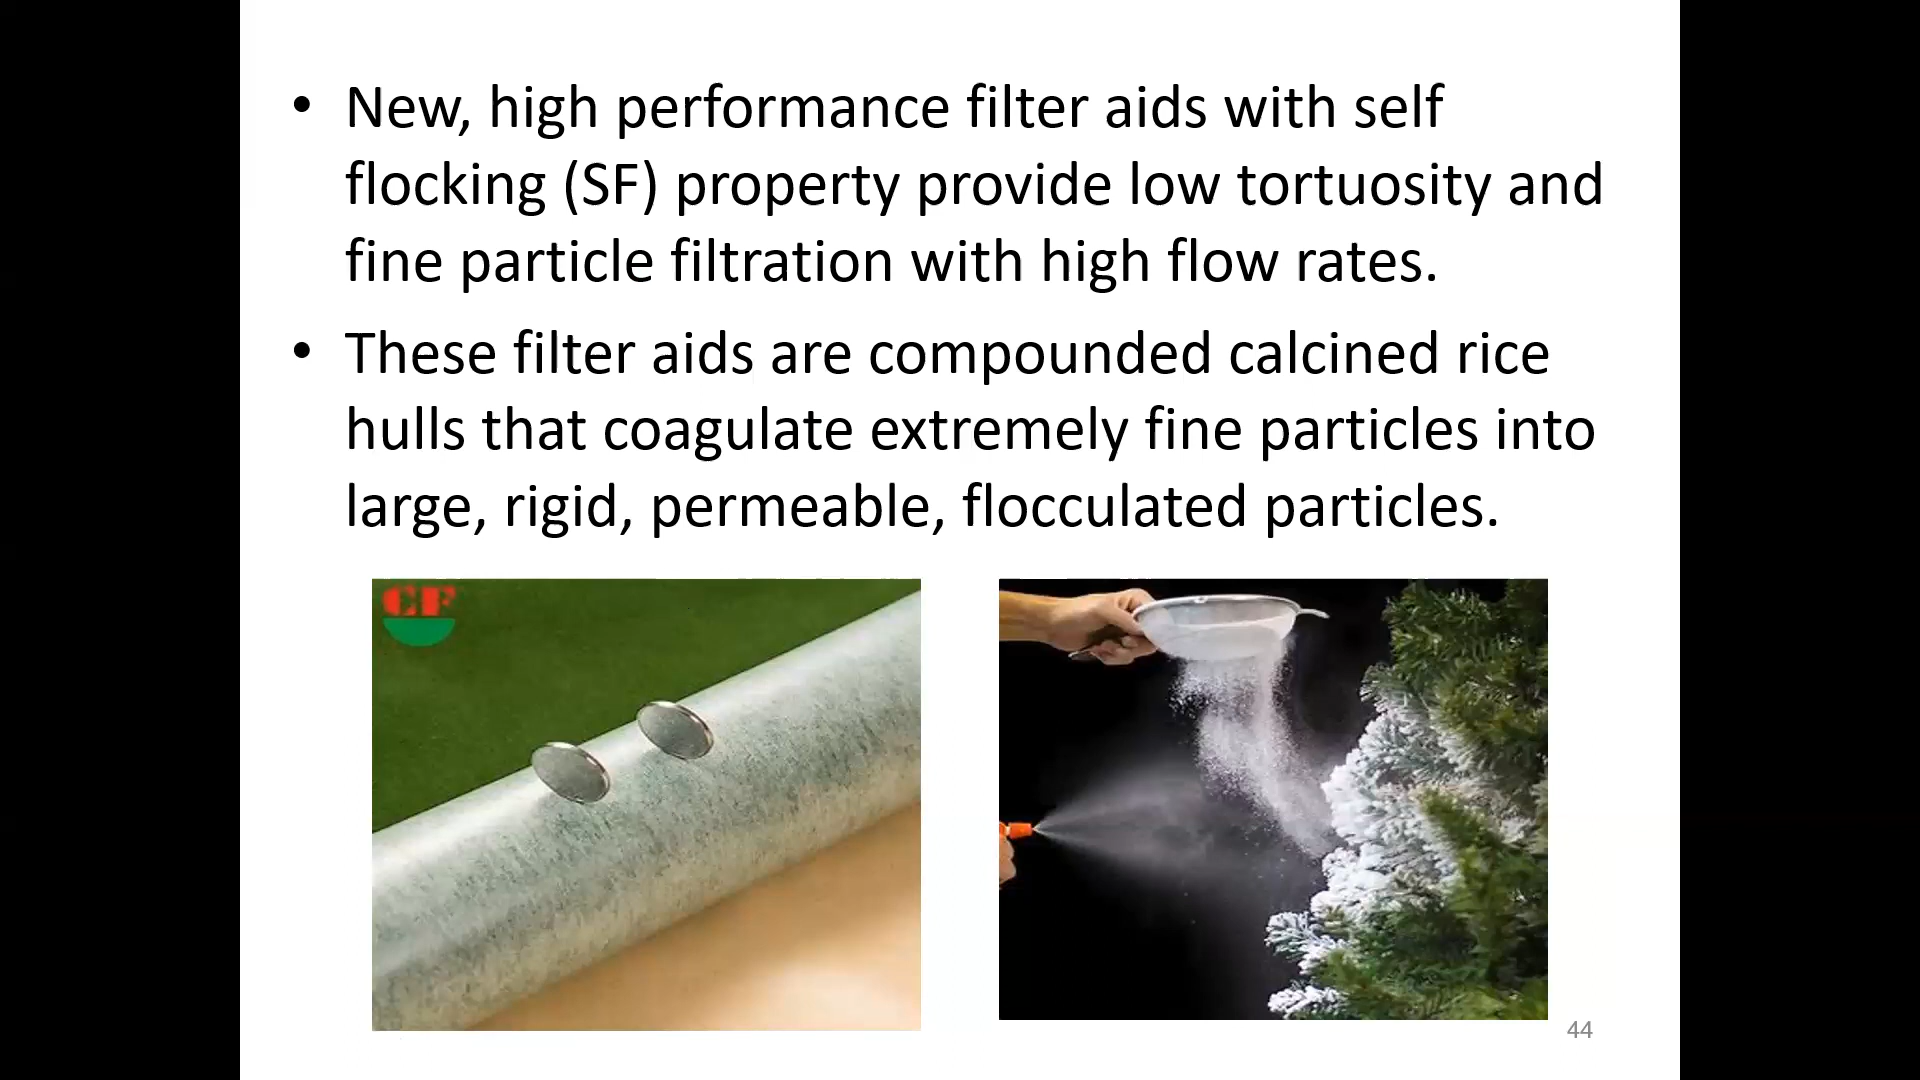 • New, high performance filter aids with self
flocking (SF) property provide low tortuosity and
fine particle filtration with high flow rates.
• These filter aids are compounded calcined rice
hulls that coagulate extremely fine particles into
large, rigid, permeable, flocculated particles.
CF
44